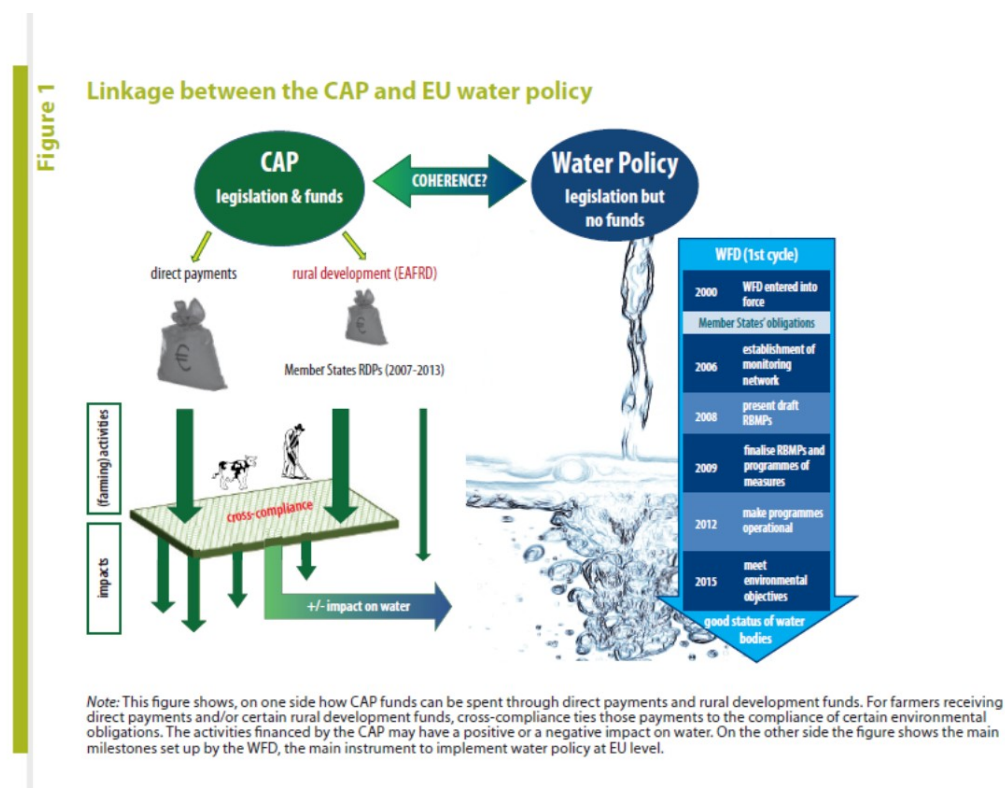 Figure 1
Linkage between the CAP and EU water policy
CAP
legislation & funds
COHERENCE?
Water Policy
legislation but
no funds
direct payments
rural development (EAFRD)
€
€
Member States RDPs (2007-2013)
(farming) activities
cross-compliance
impacts
+/- impact on water
WFD (1st cycle)
2000 WFD entered into
force
Member States' obligations
2006 establishment of
monitoring
network
2008 present draft
RBMPs
2009 finalise RBMPs and
programmes of
measures
2012 make programmes
operational
2015 meet
environmental
objectives
good status of water
bodies
Note: This figure shows, on one side how CAP funds can be spent through direct payments and rural development funds. For farmers receiving
direct payments and/or certain rural development funds, cross-compliance ties those payments to the compliance of certain environmental
obligations. The activities financed by the CAP may have a positive or a negative impact on water. On the other side the figure shows the main
milestones set up by the WFD, the main instrument to implement water policy at EU level.